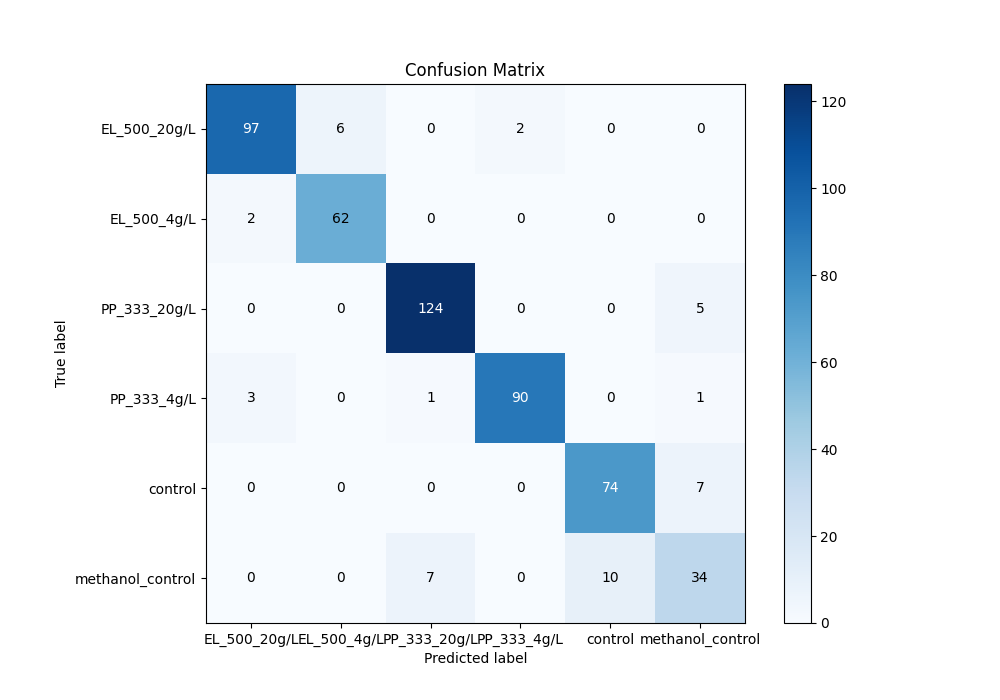 Confusion Matrix
EL_500_20g/L 97 6 0 2 0 0
EL_500_4g/L 2 62 0 0 0 0
PP_333_20g/L 0 0 124 0 0 5
PP_333_4g/L 3 0 1 90 0 1
control 0 0 0 0 74 7
methanol_control 0 0 7 0 10 34
EL_500_20g/L EL_500_4g/L PP_333_20g/L PP_333_4g/L control methanol_control
Predicted label
True label
120
100
80
60
40
20
0